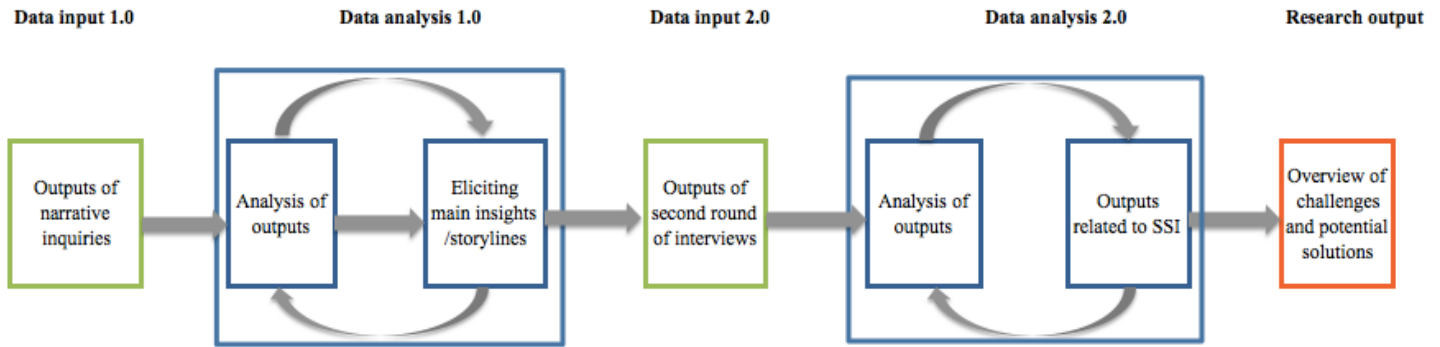 Data input 1.0
Data analysis 1.0
Data input 2.0
Data analysis 2.0
Research output
Outputs of
narrative
inquiries
Analysis of
outputs
Eliciting
main insights
/storylines
Outputs of
second round
of interviews
Analysis of
outputs
Outputs
related to SSI
Overview of
challenges
and potential
solutions